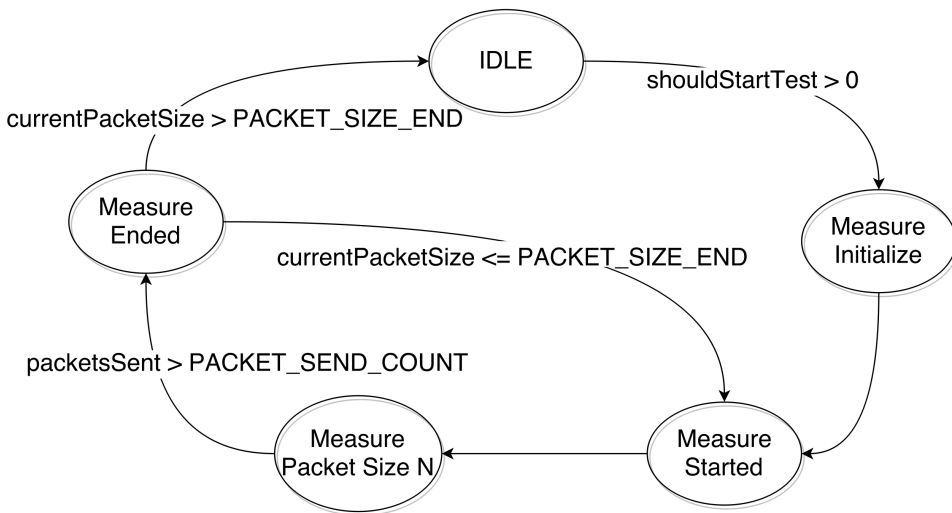 IDLE
shouldStartTest > 0
currentPacketSize > PACKET_SIZE_END
Measure
Ended
Measure
Initialize
currentPacketSize <= PACKET_SIZE_END
packetsSent > PACKET_SEND_COUNT
Measure
Packet Size N
Measure
Started